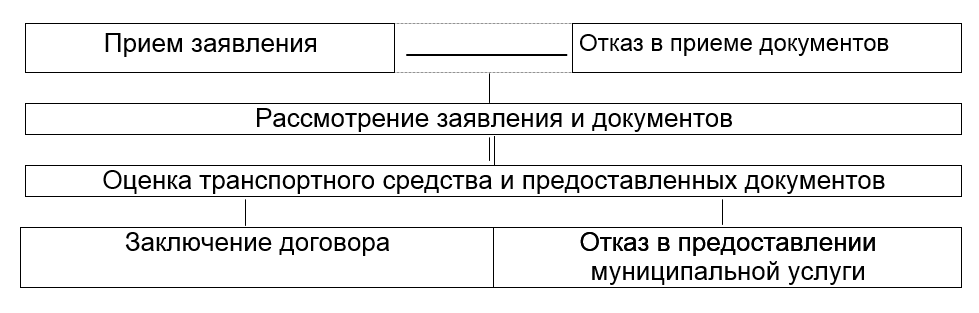 Прием заявления
Отказ в приеме документов
Рассмотрение заявления и документов
Оценка транспортного средства и предоставленных документов
Заключение договора
Отказ в предоставлении
муниципальной услуги